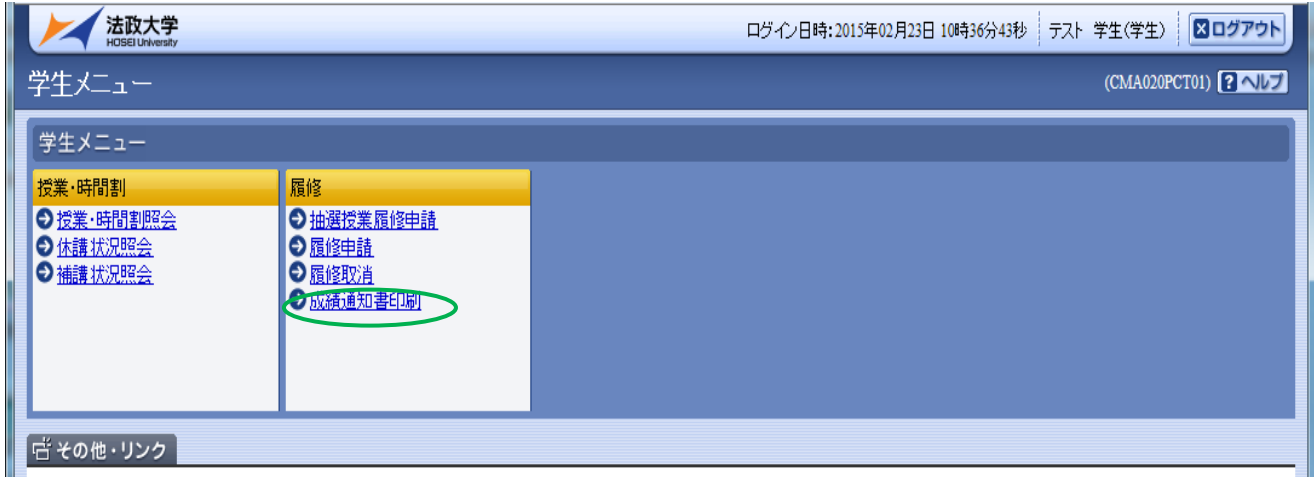 法政大学
HOSEI University
ログイン日時:2015年02月23日 10時36分43秒 テスト 学生(学生) ログアウト
学生メニュー (CMA020PCT01) ? ヘルプ
学生メニュー
授業・時間割
授業・時間割照会
休講状況照会
補講状況照会
履修
抽選授業履修申請
履修申請
履修取消
成績通知書印刷
その他・リンク